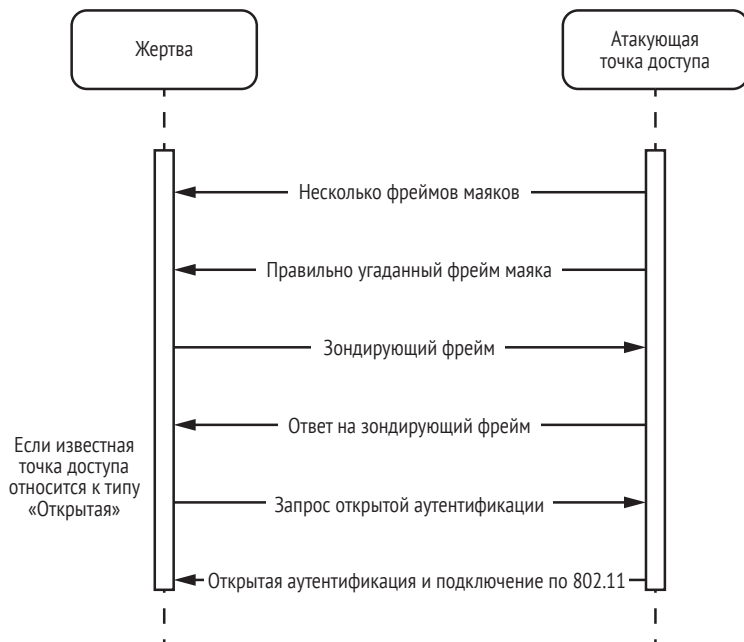 Жертва
Атакующая
точка доступа
Несколько фреймов маяков
Правильно угаданный фрейм маяка
Зондирующий фрейм
Ответ на зондирующий фрейм
Если известная
точка доступа
относится к типу
«Открытая»
Запрос открытой аутентификации
Открытая аутентификация и подключение по 802.11